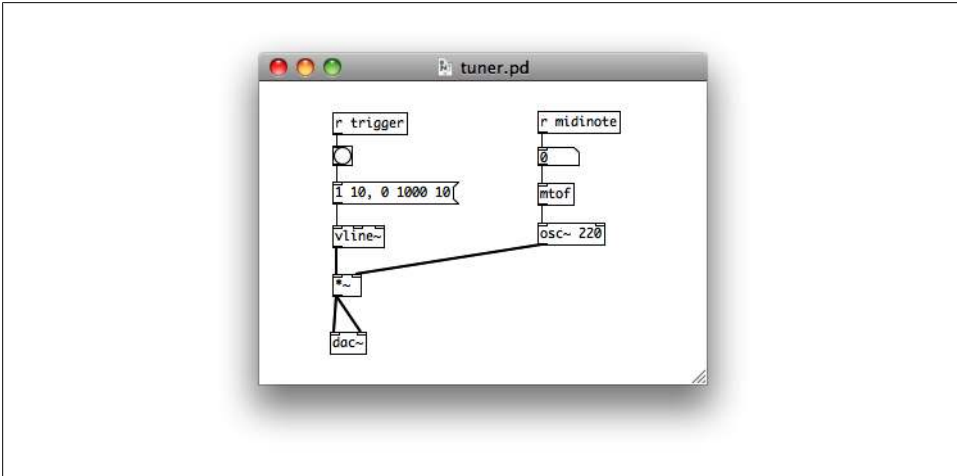 tuner.pd
r trigger
r midinote
0
1 10, 0 1000 10
mtof
vline~
osc~ 220
*~
dac~